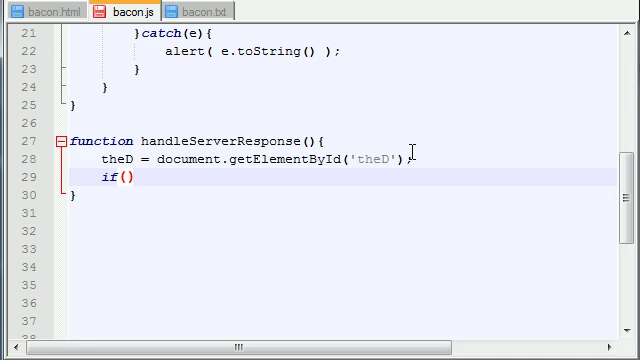 bacon.html bacon.js bacon.txt
21 }catch(e){
22 alert( e.toString() );
23 }
24 }
25 }
26
27 function handleServerResponse(){
28 theD = document.getElementById('theD');
29 if()
30 }
31
32
33
34
35
36
37
38